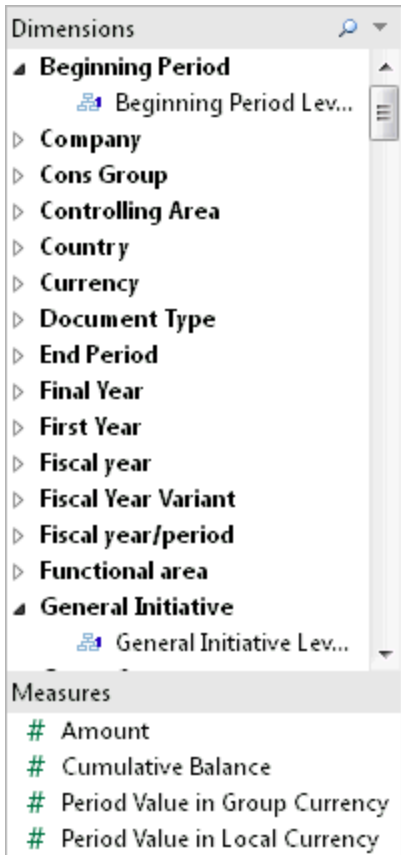 Dimensions
Beginning Period
Beginning Period Lev...
Company
Cons Group
Controlling Area
Country
Currency
Document Type
End Period
Final Year
First Year
Fiscal year
Fiscal Year Variant
Fiscal year/period
Functional area
General Initiative
General Initiative Lev...
Measures
# Amount
# Cumulative Balance
# Period Value in Group Currency
# Period Value in Local Currency